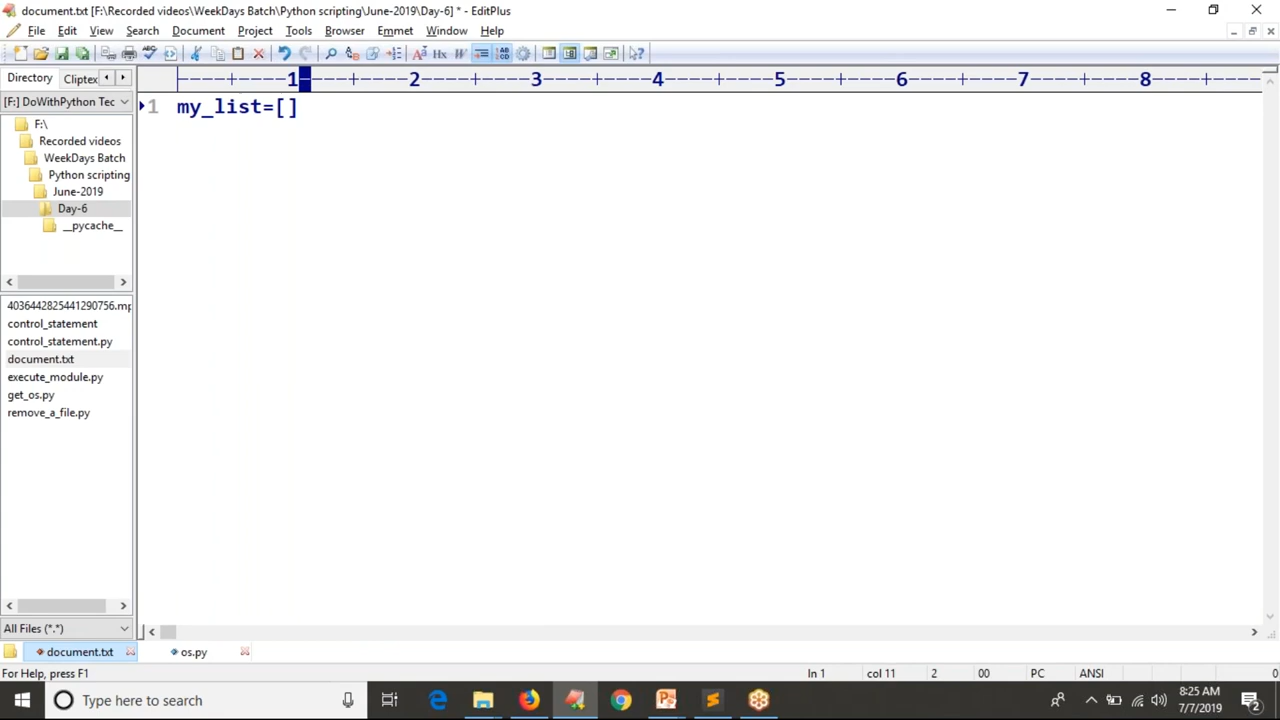 document.txt [F:\Recorded videos\WeekDays Batch\Python scripting\June-2019\Day-6] * - EditPlus
File Edit View Search Document Project Tools Browser Emmet Window Help
Directory Cliptex
[F:] DoWithPython Tec
F:\
Recorded videos
WeekDays Batch
Python scripting
June-2019
Day-6
__pycache__
4036442825441290756.mp
control_statement
control_statement.py
document.txt
execute_module.py
get_os.py
remove_a_file.py
All Files (*.*)
----+----1----+----2----+----3----+----4----+----5----+----6----+----7----+----8----+
1 my_list=[]
document.txt os.py
For Help, press F1 ln 1 col 11 2 00 PC ANSI 0
Type here to search
8:25 AM
7/7/2019
2